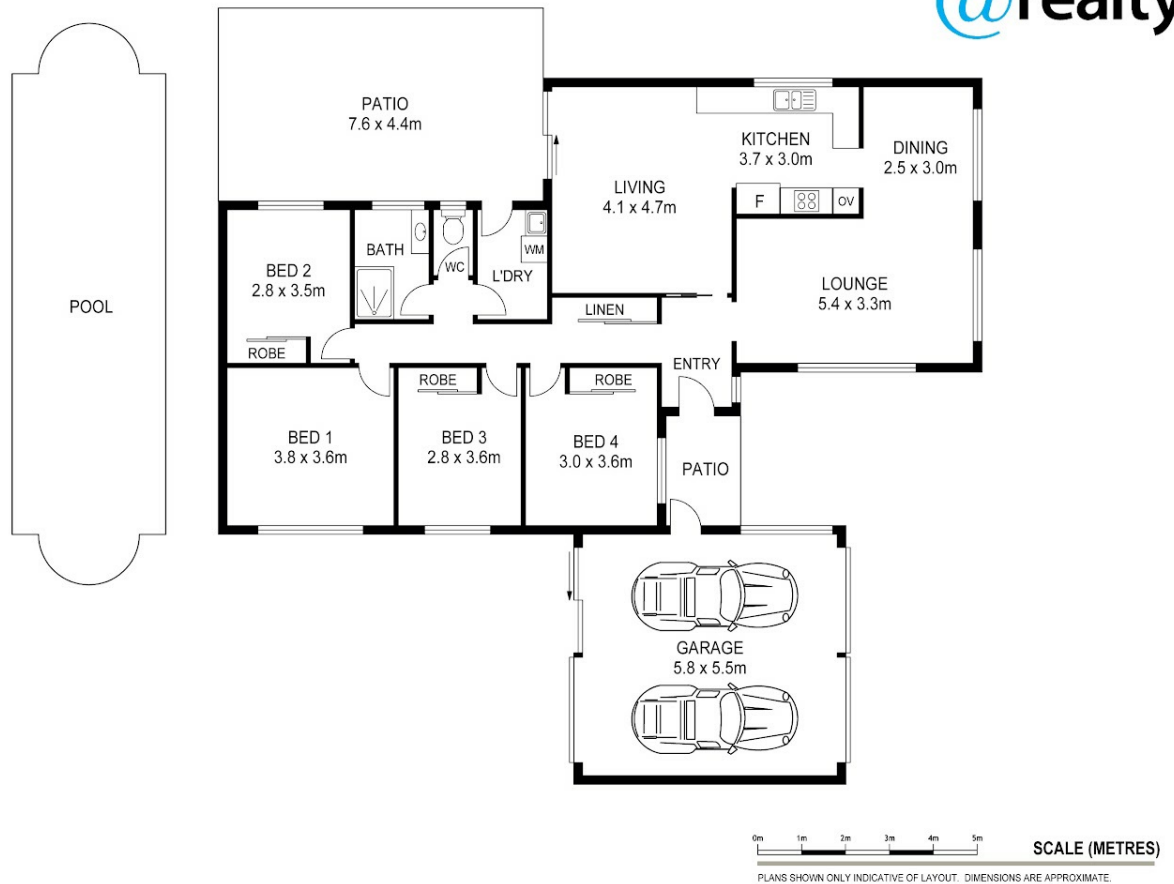 @realty
PATIO
7.6 x 4.4m
KITCHEN
3.7 x 3.0m
DINING
2.5 x 3.0m
LIVING
4.1 x 4.7m
F
OV
BATH
WC
WM
L'DRY
BED 2
2.8 x 3.5m
ROBE
POOL
LINEN
LOUNGE
5.4 x 3.3m
ENTRY
ROBE
ROBE
BED 1
3.8 x 3.6m
BED 3
2.8 x 3.6m
BED 4
3.0 x 3.6m
PATIO
GARAGE
5.8 x 5.5m
0m 1m 2m 3m 4m 5m
SCALE (METRES)
PLANS SHOWN ONLY INDICATIVE OF LAYOUT. DIMENSIONS ARE APPROXIMATE.